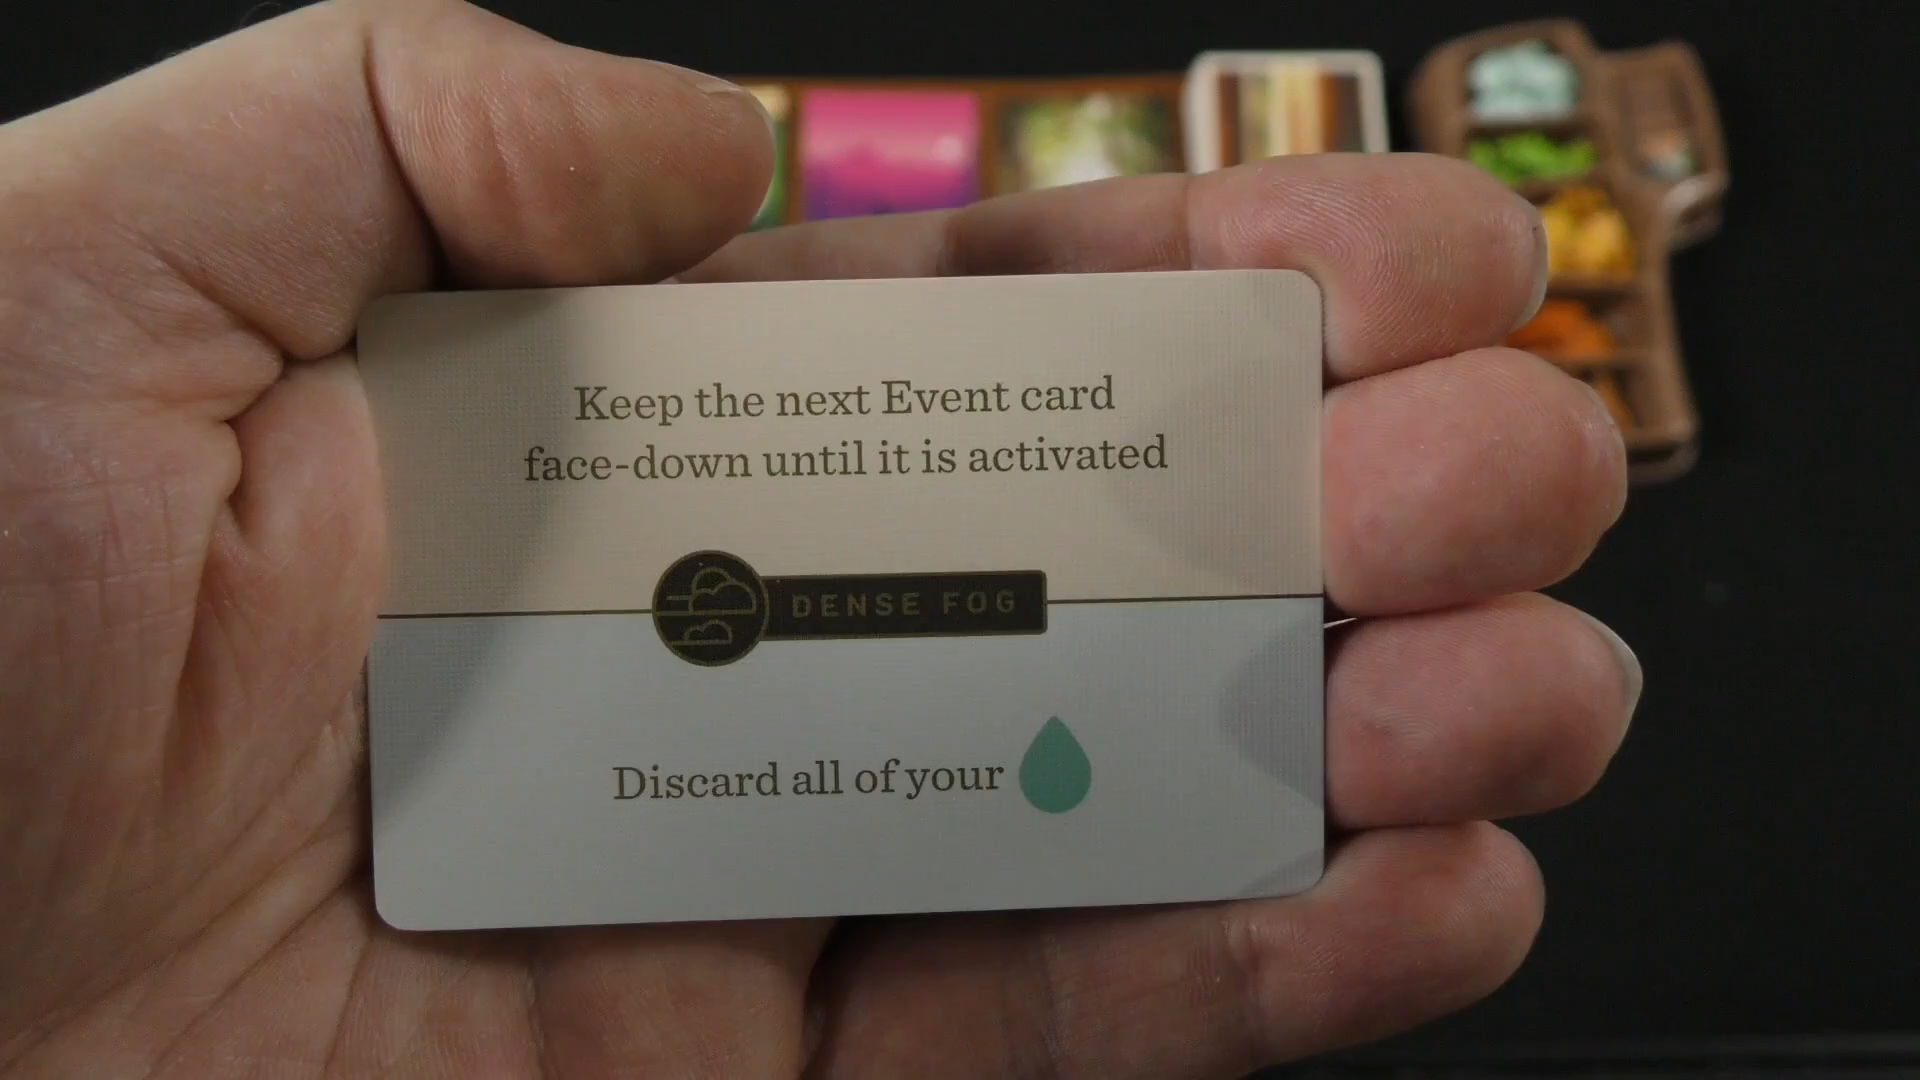 Keep the next Event card
face-down until it is activated
DENSE FOG
Discard all of your